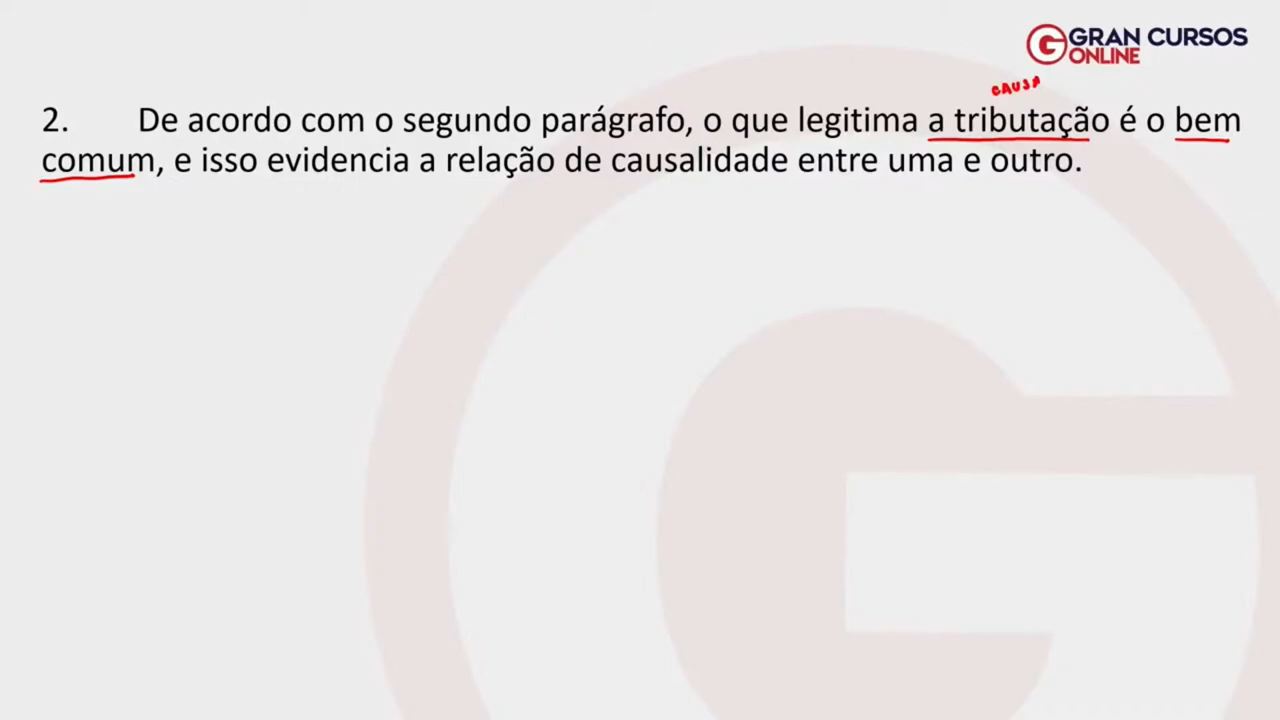 GRAN CURSOS
ONLINE
CAUSA
2. De acordo com o segundo parágrafo, o que legitima a tributação é o bem
comum, e isso evidencia a relação de causalidade entre uma e outro.